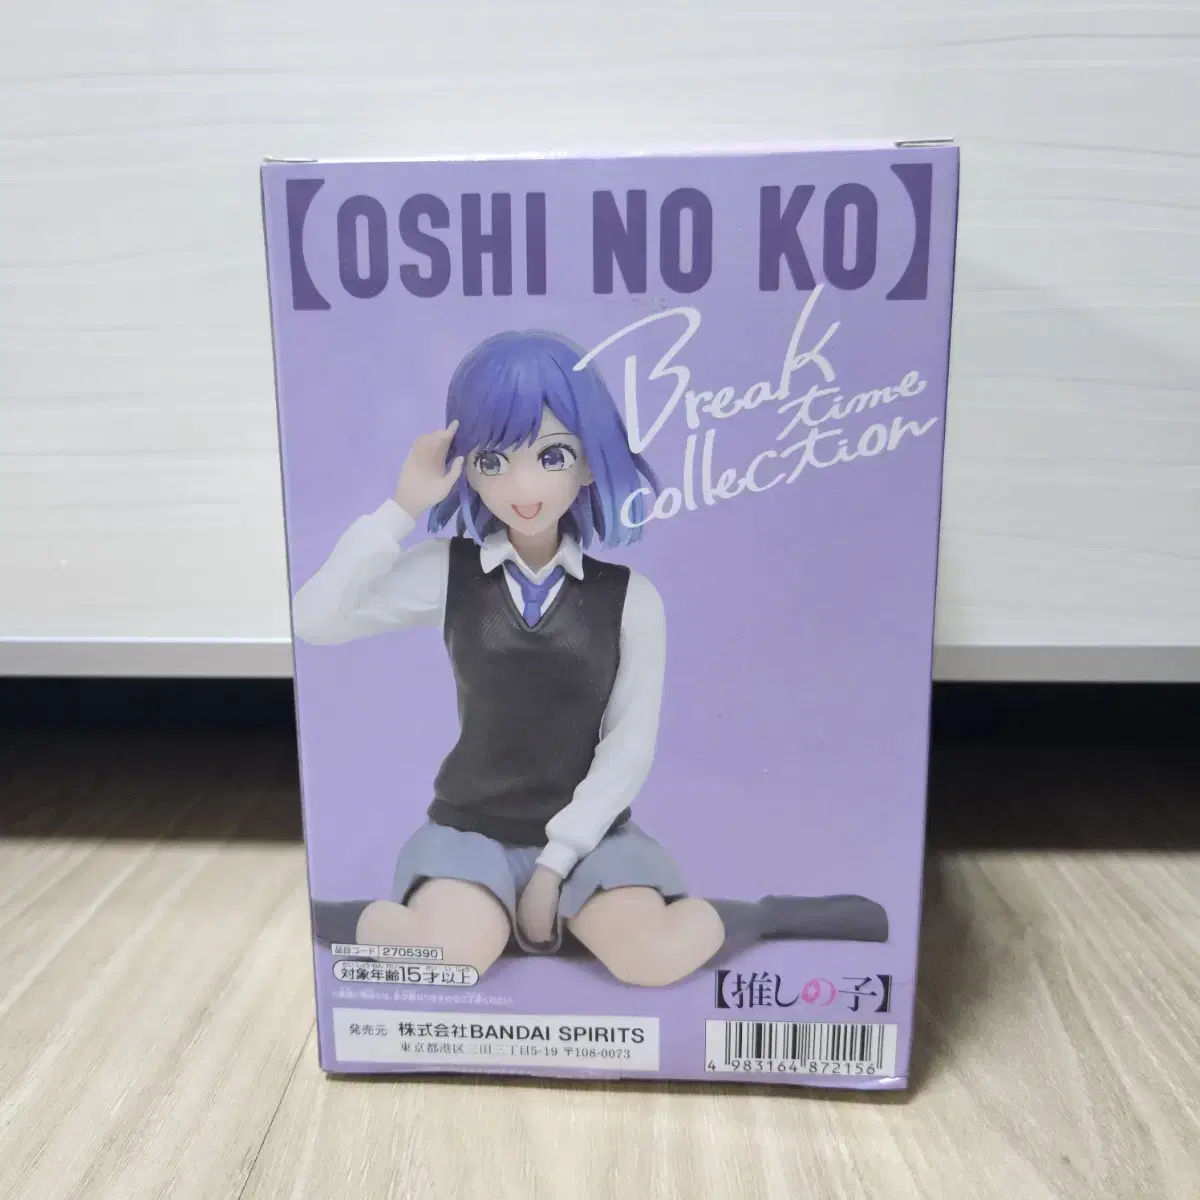 【OSHI NO KO】
Break
time
collection
品目コード 2705390
対象年齢15才以上
【推しの子】
発売元 株式会社BANDAI SPIRITS
東京都港区三田三丁目5-19 〒108-0073
4 983164 872156